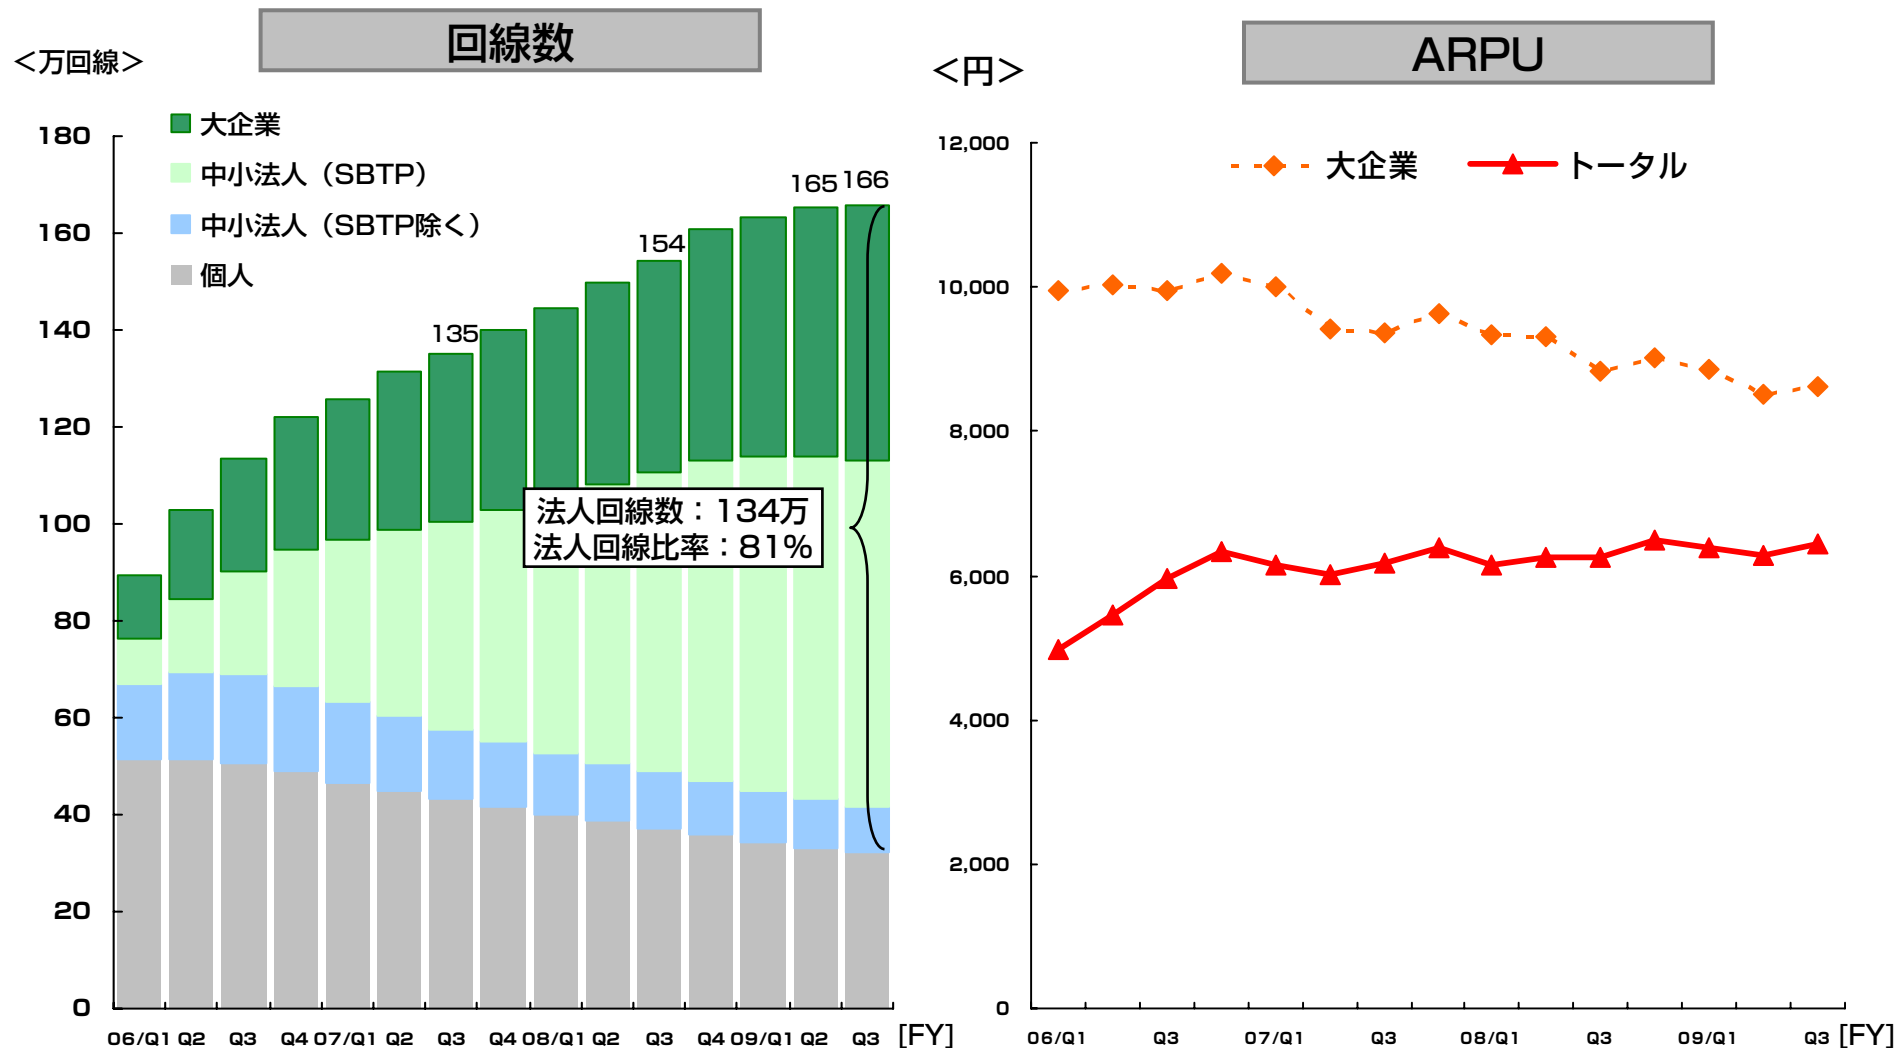 回線数
＜万回線＞
大企業
中小法人（SBTP）
中小法人（SBTP除く）
個人
180
160
140
120
100
80
60
40
20
0
135
154
165
166
法人回線数：134万
法人回線比率：81%
06/Q1 Q2 Q3 Q4 07/Q1 Q2 Q3 Q4 08/Q1 Q2 Q3 Q4 09/Q1 Q2 Q3 [FY]
ARPU
＜円＞
大企業 トータル
12,000
10,000
8,000
6,000
4,000
2,000
0
06/Q1 Q3 07/Q1 Q3 08/Q1 Q3 09/Q1 Q3 [FY]